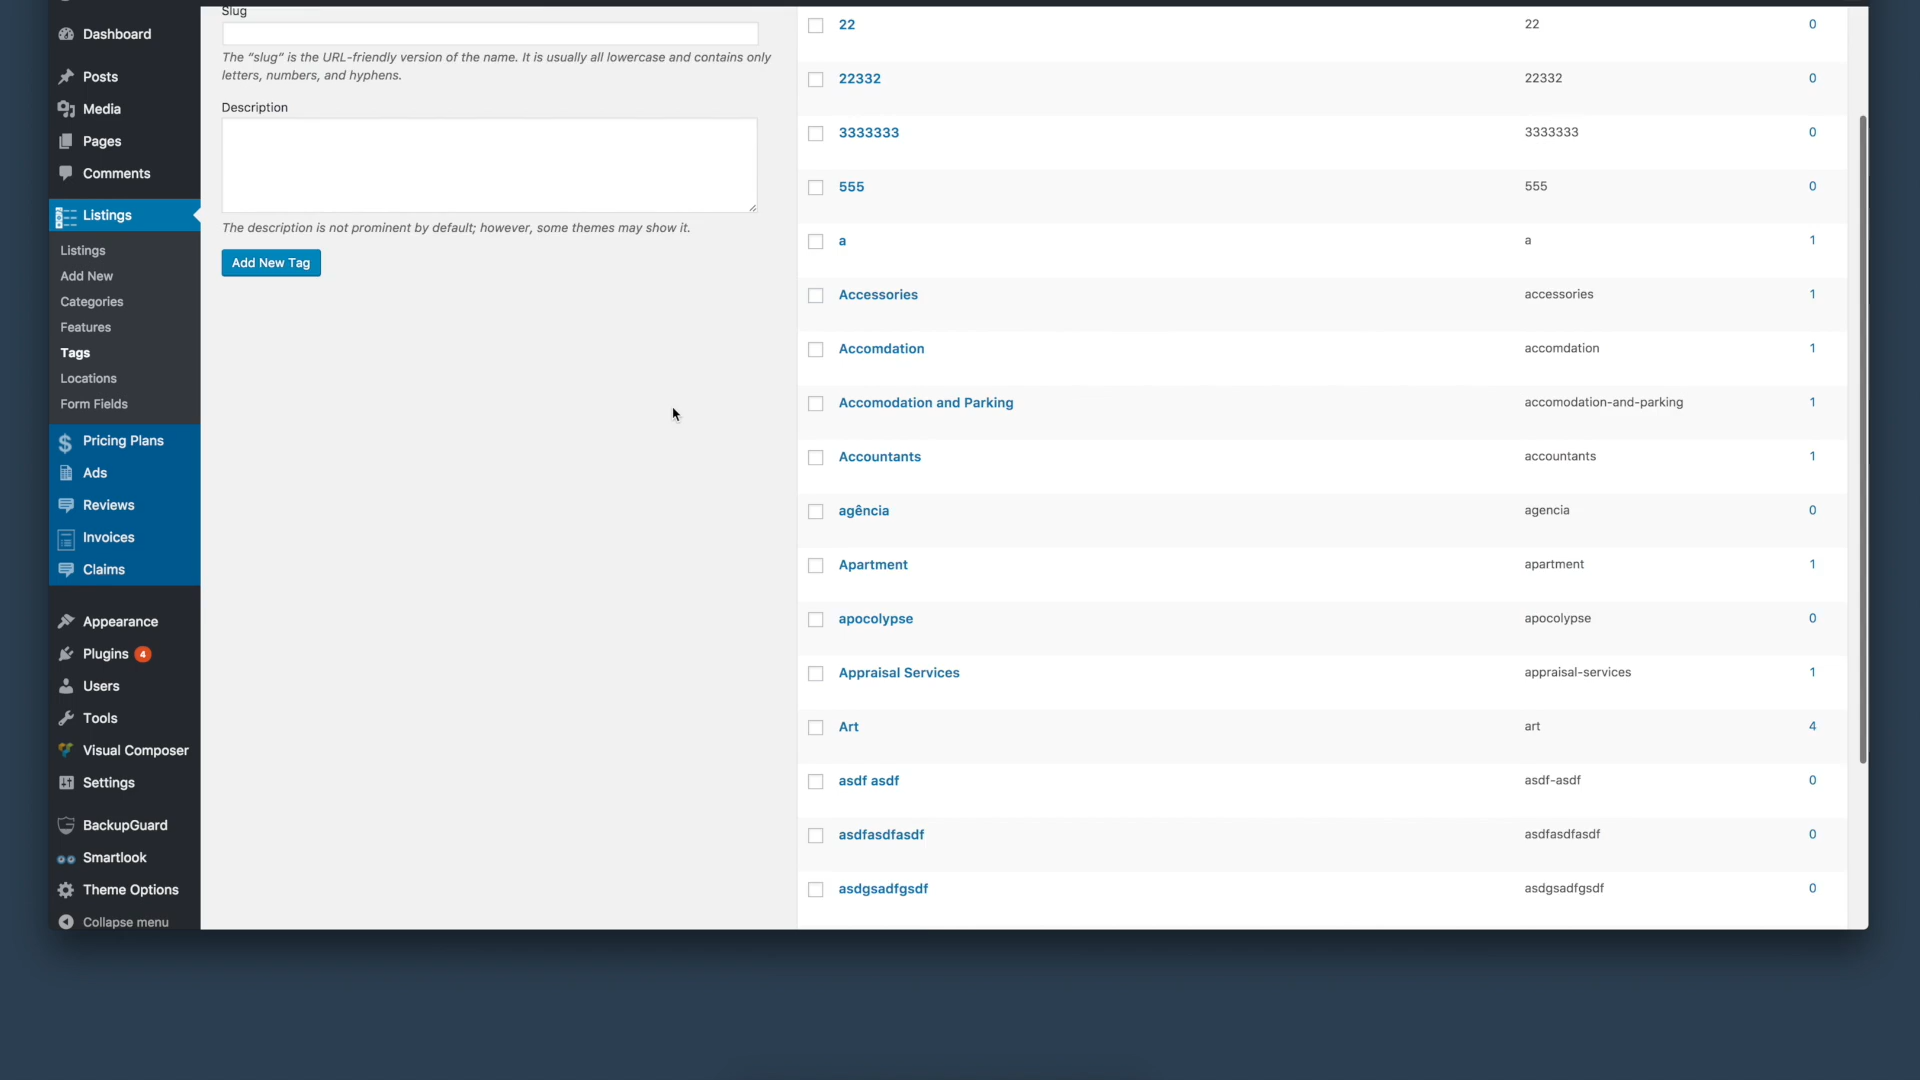 Dashboard
Posts
Media
Pages
Comments
Listings
Listings
Add New
Categories
Features
Tags
Locations
Form Fields
Pricing Plans
Ads
Reviews
Invoices
Claims
Appearance
Plugins 4
Users
Tools
Visual Composer
Settings
BackupGuard
Smartlook
Theme Options
Collapse menu
Slug
The “slug” is the URL-friendly version of the name. It is usually all lowercase and contains only
letters, numbers, and hyphens.
Description
The description is not prominent by default; however, some themes may show it.
Add New Tag
22 22 0
22332 22332 0
3333333 3333333 0
555 555 0
a a 1
Accessories accessories 1
Accomdation accomdation 1
Accomodation and Parking accomodation-and-parking 1
Accountants accountants 1
agência agencia 0
Apartment apartment 1
apocolypse apocolypse 0
Appraisal Services appraisal-services 1
Art art 4
asdf asdf asdf-asdf 0
asdfasdfasdf asdfasdfasdf 0
asdgsadfgsdf asdgsadfgsdf 0